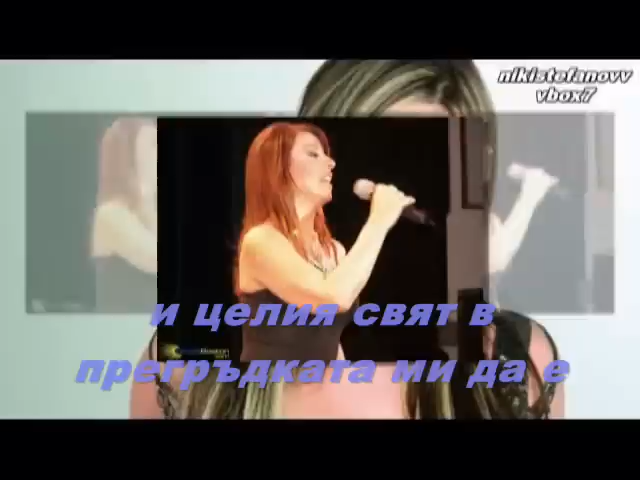 nikistefanovv
vbox7
и целия свят в
прегръдката ми да е